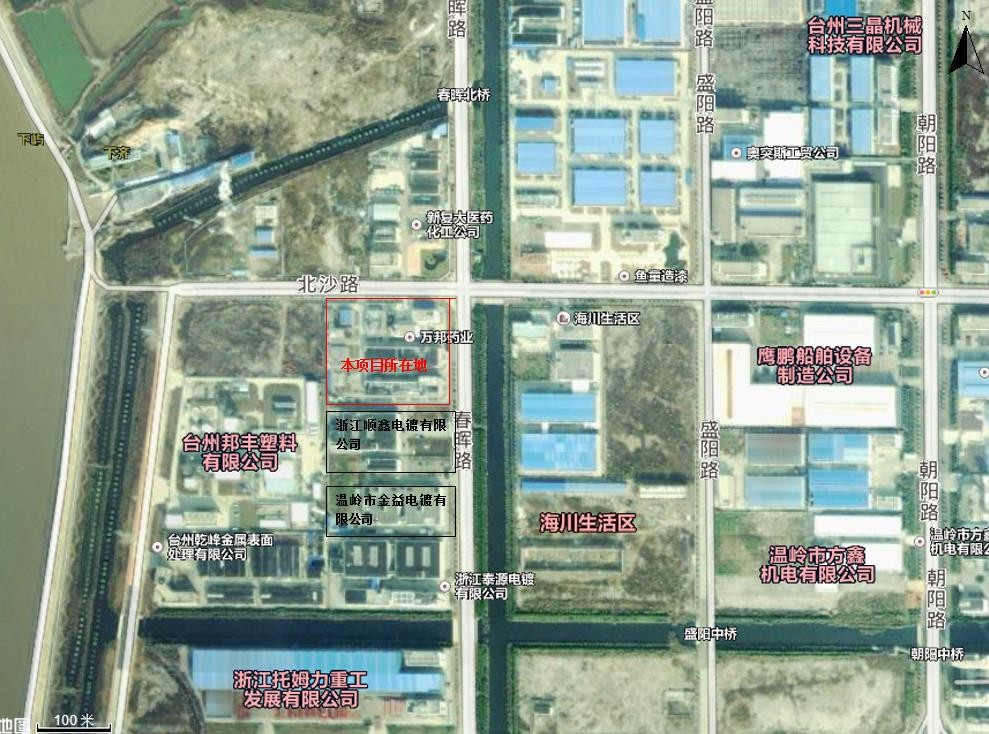 晖
路
盛
阳
路
台州三晶机械
科技有限公司
N
春晖北桥
盛
阳
路
朝
阳
路
下屿
下齐
奥突斯工贸公司
新复大医药
化工公司
北沙路
鱼童造漆
海川生活区
万邦药业
本项目所在地
鹰鹏船舶设备
制造公司
浙江顺鑫电镀有限
公司
春
晖
路
盛
阳
路
台州邦丰塑料
有限公司
朝
阳
路
温岭市金益电镀有
限公司
海川生活区
台州乾峰金属表面
处理有限公司
温岭市方鑫
机电有限公司
温岭市方鑫
机电有限公
浙江泰源电镀
有限公司
朝
阳
路
盛阳中桥
朝阳中桥
浙江托姆力重工
发展有限公司
地图
100米